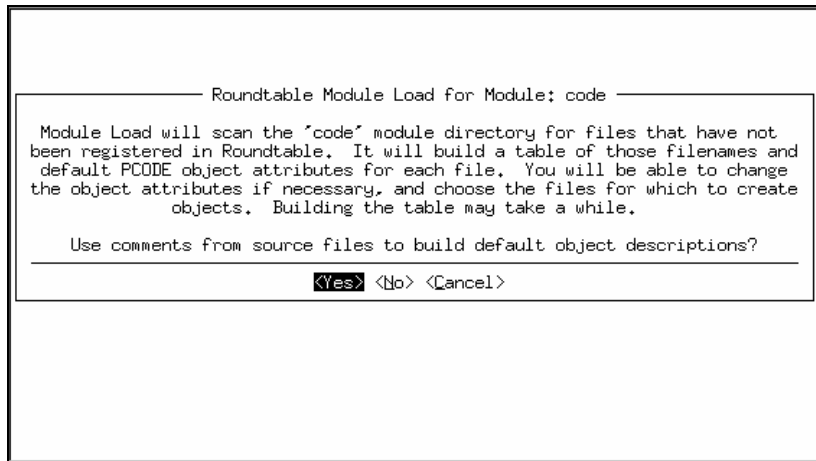 Roundtable Module Load for Module: code
Module Load will scan the 'code' module directory for files that have not
been registered in Roundtable. It will build a table of those filenames and
default PCODE object attributes for each file. You will be able to change
the object attributes if necessary, and choose the files for which to create
objects. Building the table may take a while.
Use comments from source files to build default object descriptions?
<Yes> <No> <Cancel>